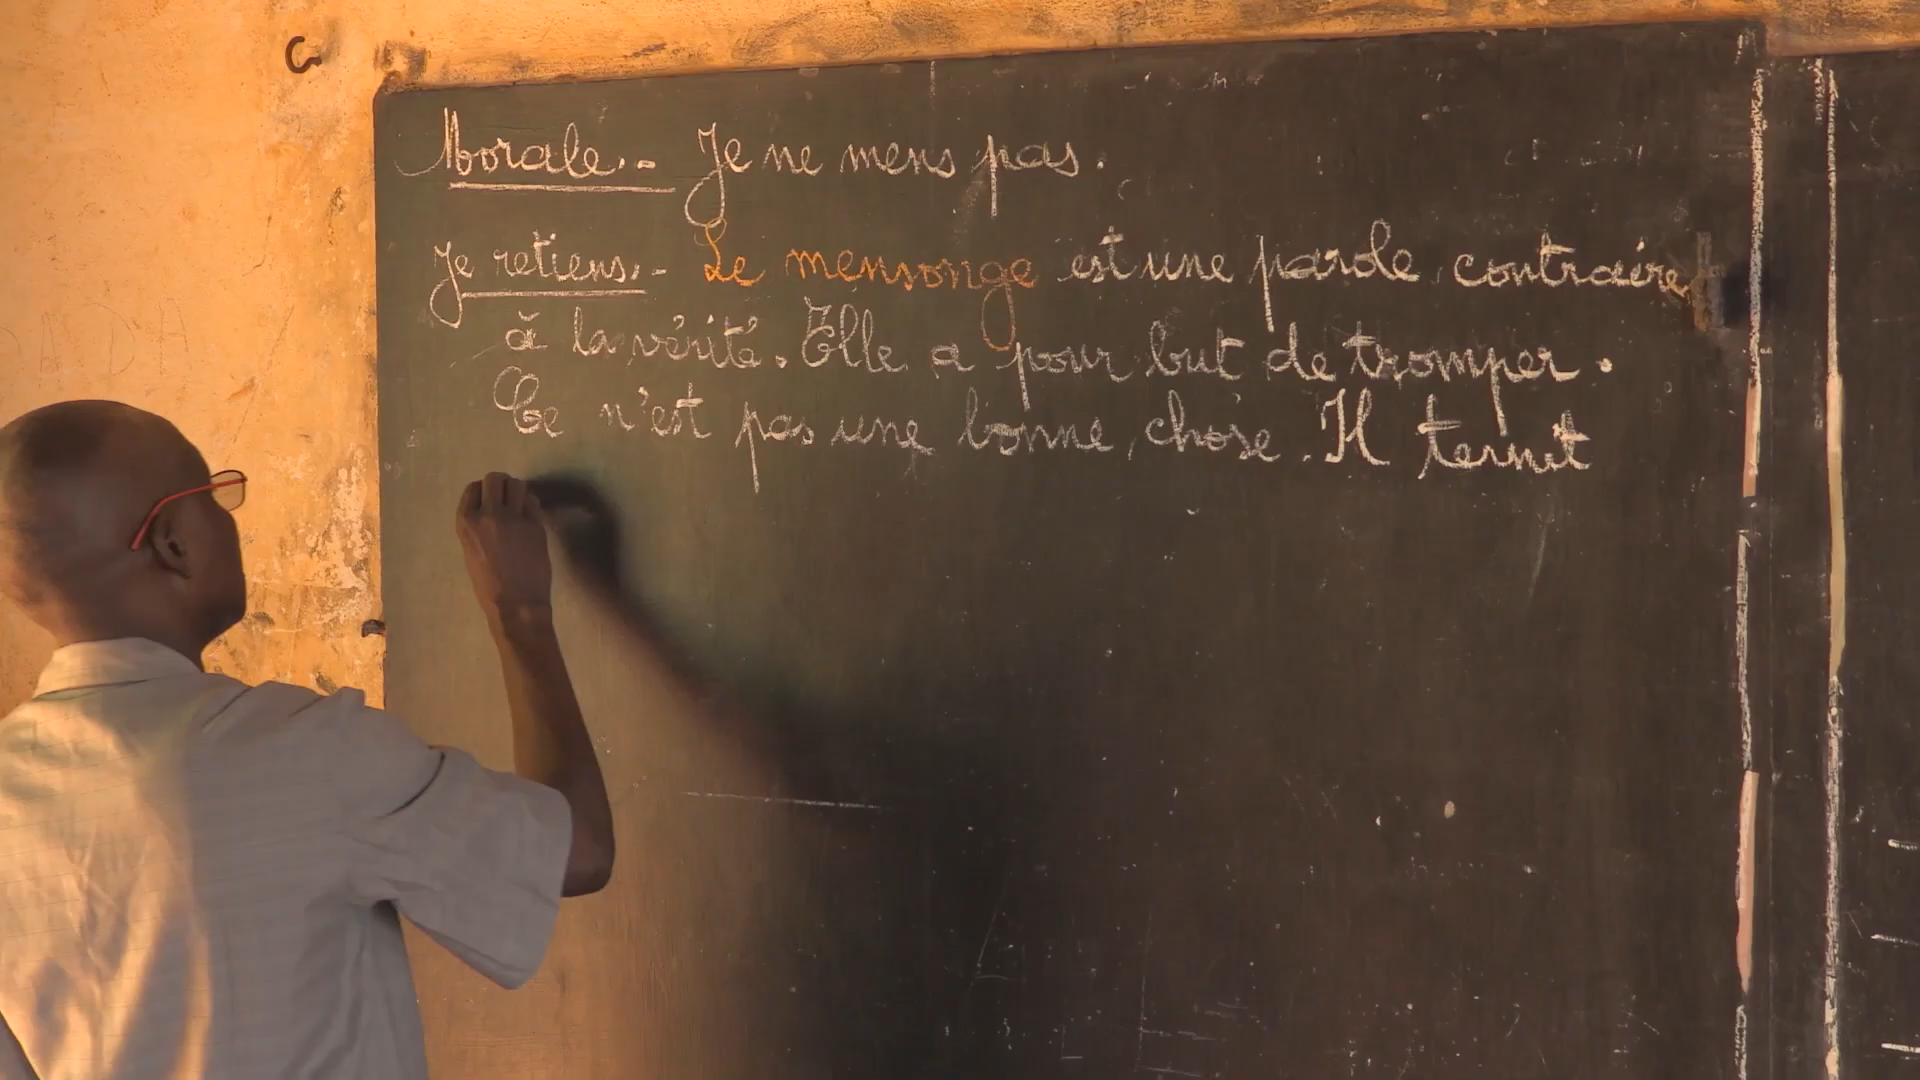 Morale.- Je ne mens pas.
Je retiens.- Le mensonge est une parole contraire
à la vérité. Elle a pour but de tromper.
Ce n'est pas une bonne chose. Il ternit